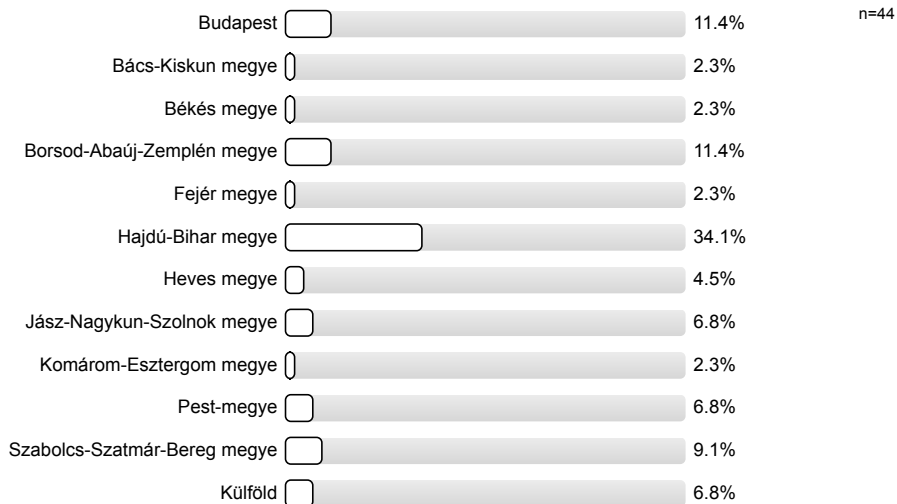 Budapest 11.4% n=44
Bács-Kiskun megye 2.3%
Békés megye 2.3%
Borsod-Abaúj-Zemplén megye 11.4%
Fejér megye 2.3%
Hajdú-Bihar megye 34.1%
Heves megye 4.5%
Jász-Nagykun-Szolnok megye 6.8%
Komárom-Esztergom megye 2.3%
Pest-megye 6.8%
Szabolcs-Szatmár-Bereg megye 9.1%
Külföld 6.8%